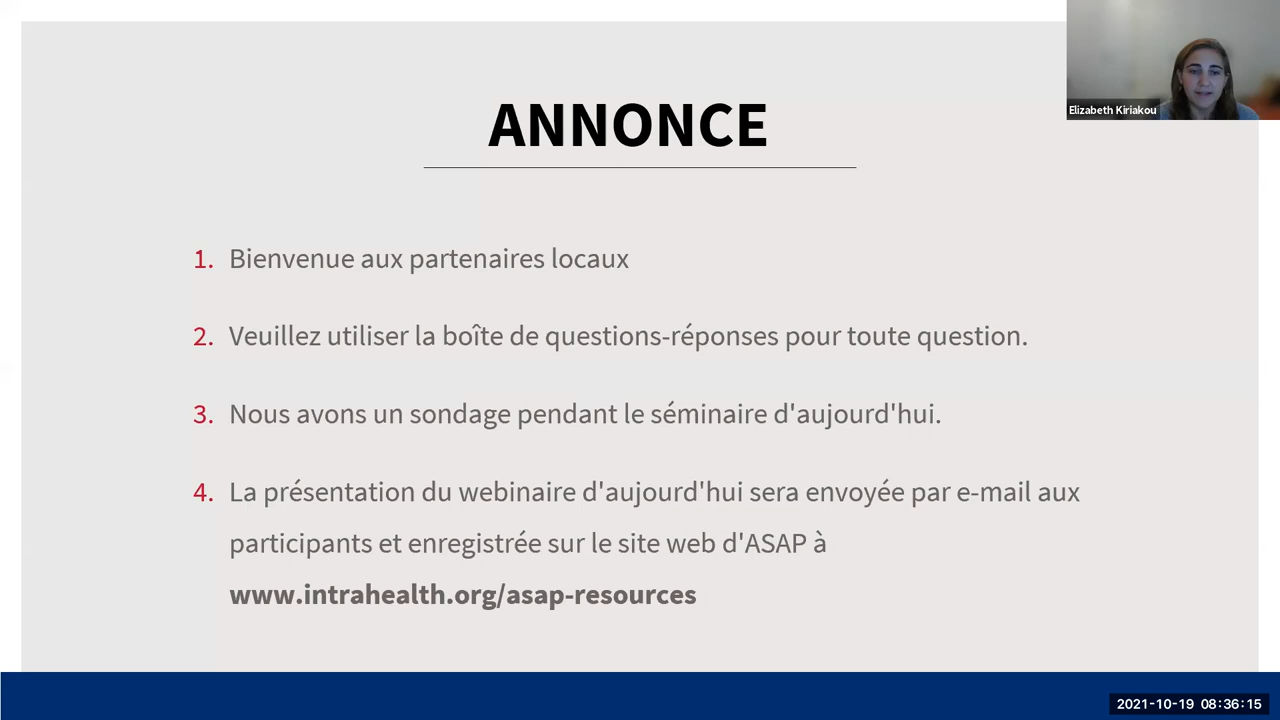 Elizabeth Kiriakou
ANNONCE
1. Bienvenue aux partenaires locaux
2. Veuillez utiliser la boîte de questions-réponses pour toute question.
3. Nous avons un sondage pendant le séminaire d'aujourd'hui.
4. La présentation du webinaire d'aujourd'hui sera envoyée par e-mail aux
participants et enregistrée sur le site web d'ASAP à
www.intrahealth.org/asap-resources
2021-10-19 08:36:15